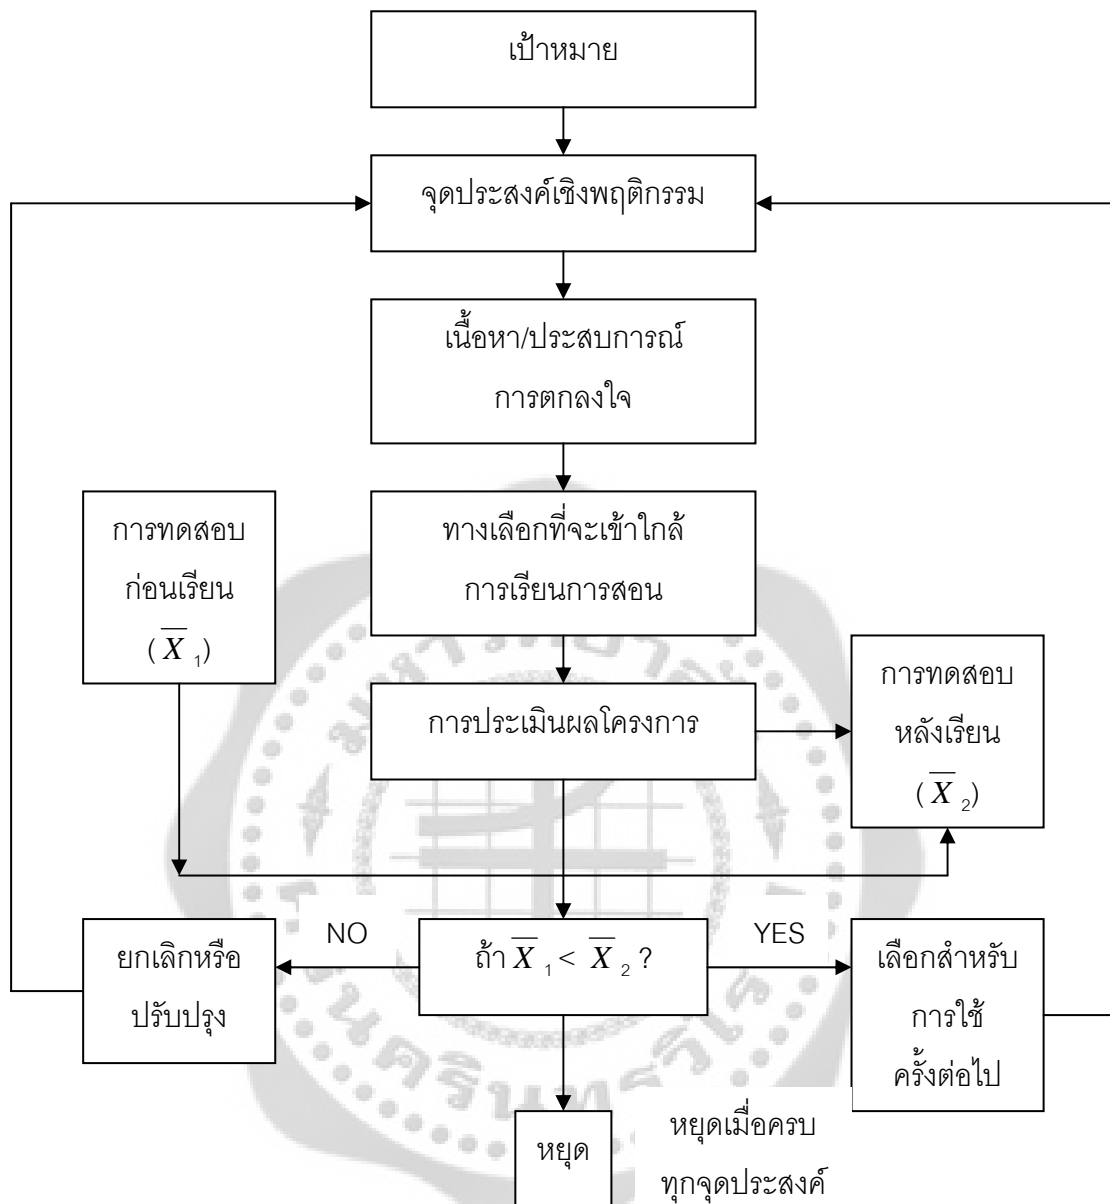 เป้าหมาย
จุดประสงค์เชิงพฤติกรรม
เนื้อหา/ประสบการณ์
การตกลงใจ
การทดสอบ
ก่อนเรียน
( X̅ ₁)
ทางเลือกที่จะเข้าใกล้
การเรียนการสอน
การประเมินผลโครงการ
การทดสอบ
หลังเรียน
( X̅ ₂)
NO
ถ้า X̅ ₁ < X̅ ₂ ?
YES
ยกเลิกหรือ
ปรับปรุง
เลือกสำหรับ
การใช้
ครั้งต่อไป
หยุด
หยุดเมื่อครบ
ทุกจุดประสงค์